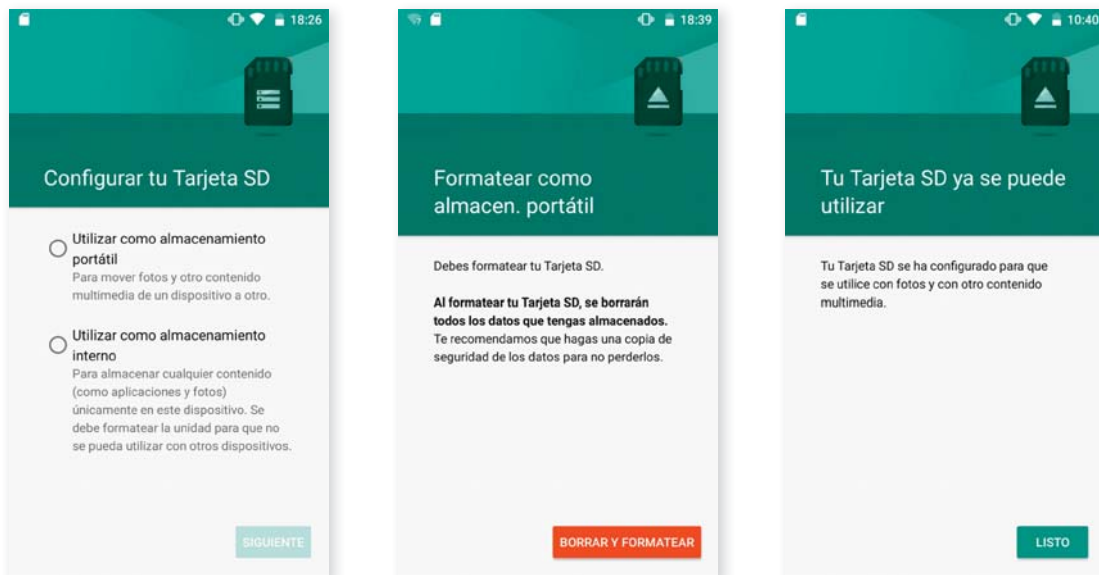 18:26
Configurar tu Tarjeta SD
Utilizar como almacenamiento
portátil
Para mover fotos y otro contenido
multimedia de un dispositivo a otro.
Utilizar como almacenamiento
interno
Para almacenar cualquier contenido
(como aplicaciones y fotos)
únicamente en este dispositivo. Se
debe formatear la unidad para que no
se pueda utilizar con otros dispositivos.
SIGUIENTE
18:39
Formatear como
almacen. portátil
Debes formatear tu Tarjeta SD.
Al formatear tu Tarjeta SD, se borrarán
todos los datos que tengas almacenados.
Te recomendamos que hagas una copia de
seguridad de los datos para no perderlos.
BORRAR Y FORMATEAR
10:40
Tu Tarjeta SD ya se puede
utilizar
Tu Tarjeta SD se ha configurado para que
se utilice con fotos y con otro contenido
multimedia.
LISTO